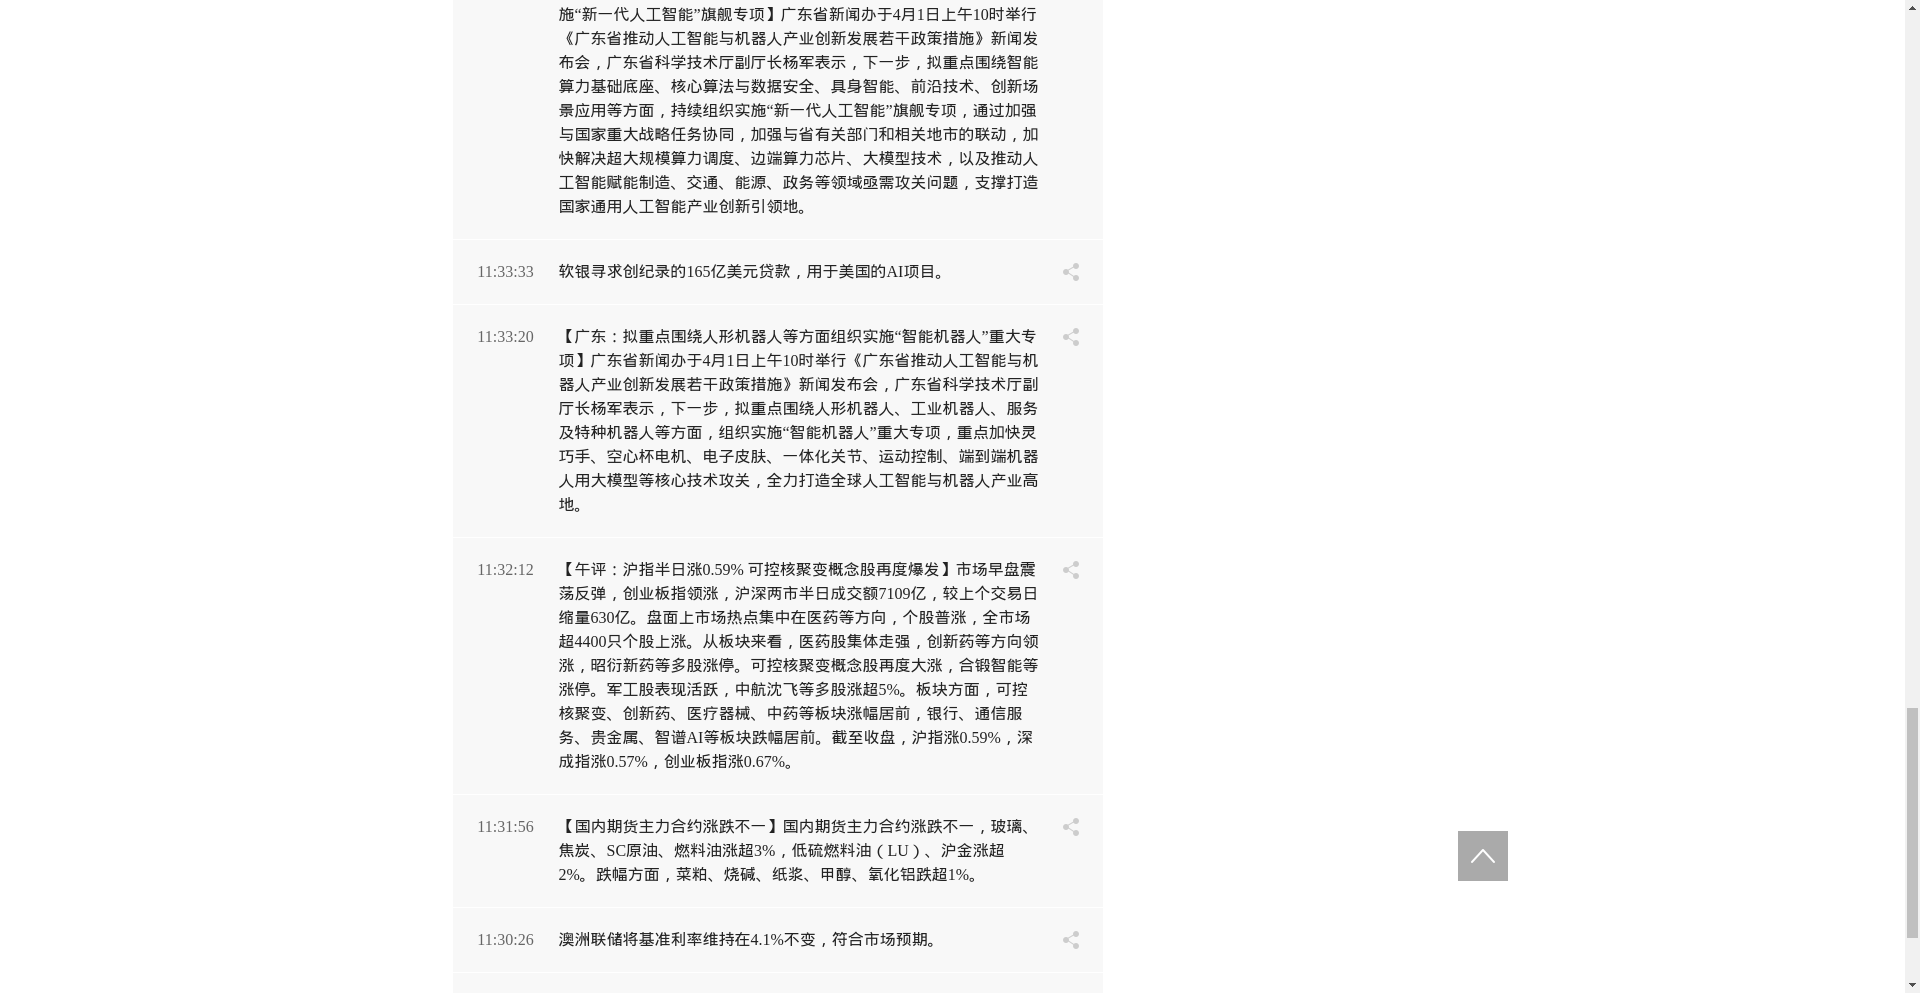 施“新一代人工智能”旗舰专项】广东省新闻办于4月1日上午10时举行
《广东省推动人工智能与机器人产业创新发展若干政策措施》新闻发
布会，广东省科学技术厅副厅长杨军表示，下一步，拟重点围绕智能
算力基础底座、核心算法与数据安全、具身智能、前沿技术、创新场
景应用等方面，持续组织实施“新一代人工智能”旗舰专项，通过加强
与国家重大战略任务协同，加强与省有关部门和相关地市的联动，加
快解决超大规模算力调度、边端算力芯片、大模型技术，以及推动人
工智能赋能制造、交通、能源、政务等领域亟需攻关问题，支撑打造
国家通用人工智能产业创新引领地。
11:33:33 软银寻求创纪录的165亿美元贷款，用于美国的AI项目。
11:33:20 【广东：拟重点围绕人形机器人等方面组织实施“智能机器人”重大专
项】广东省新闻办于4月1日上午10时举行《广东省推动人工智能与机
器人产业创新发展若干政策措施》新闻发布会，广东省科学技术厅副
厅长杨军表示，下一步，拟重点围绕人形机器人、工业机器人、服务
及特种机器人等方面，组织实施“智能机器人”重大专项，重点加快灵
巧手、空心杯电机、电子皮肤、一体化关节、运动控制、端到端机器
人用大模型等核心技术攻关，全力打造全球人工智能与机器人产业高
地。
11:32:12 【午评：沪指半日涨0.59% 可控核聚变概念股再度爆发】市场早盘震
荡反弹，创业板指领涨，沪深两市半日成交额7109亿，较上个交易日
缩量630亿。盘面上市场热点集中在医药等方向，个股普涨，全市场
超4400只个股上涨。从板块来看，医药股集体走强，创新药等方向领
涨，昭衍新药等多股涨停。可控核聚变概念股再度大涨，合锻智能等
涨停。军工股表现活跃，中航沈飞等多股涨超5%。板块方面，可控
核聚变、创新药、医疗器械、中药等板块涨幅居前，银行、通信服
务、贵金属、智谱AI等板块跌幅居前。截至收盘，沪指涨0.59%，深
成指涨0.57%，创业板指涨0.67%。
11:31:56 【国内期货主力合约涨跌不一】国内期货主力合约涨跌不一，玻璃、
焦炭、SC原油、燃料油涨超3%，低硫燃料油（LU）、沪金涨超
2%。跌幅方面，菜粕、烧碱、纸浆、甲醇、氧化铝跌超1%。
11:30:26 澳洲联储将基准利率维持在4.1%不变，符合市场预期。